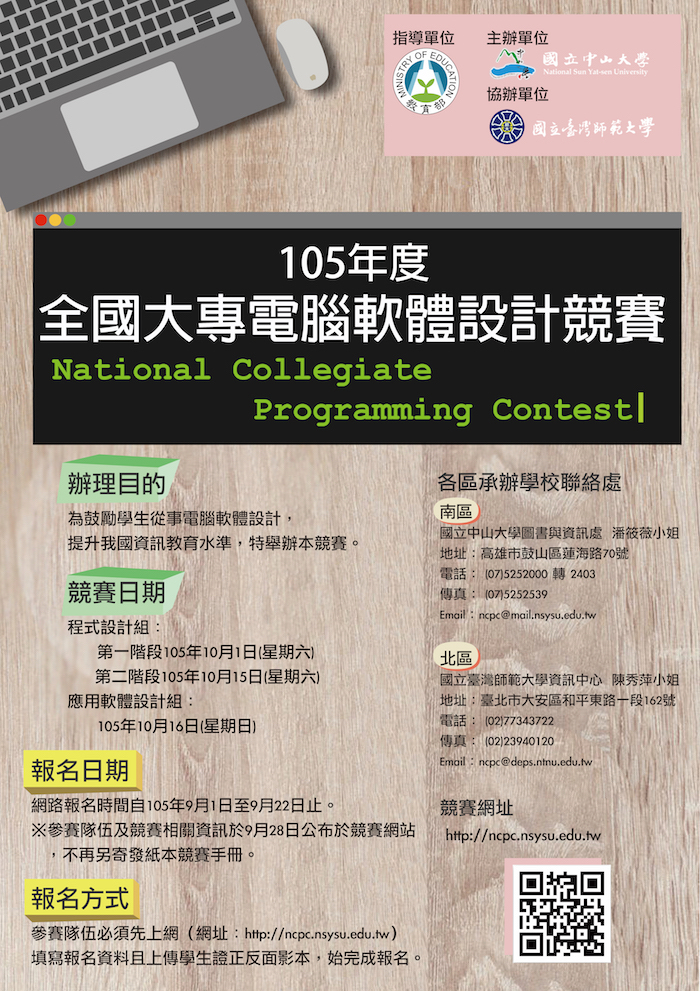 指導單位
MINISTRY OF EDUCATION
教育部
主辦單位
中山
國立中山大學
National Sun Yat-sen University
協辦單位
國立臺灣師範大學
105年度
全國大專電腦軟體設計競賽
National Collegiate
Programming Contest
辦理目的
為鼓勵學生從事電腦軟體設計，
提升我國資訊教育水準，特舉辦本競賽。
競賽日期
程式設計組：
第一階段105年10月1日(星期六)
第二階段105年10月15日(星期六)
應用軟體設計組：
105年10月16日(星期日)
報名日期
網路報名時間自105年9月1日至9月22日止。
※參賽隊伍及競賽相關資訊於9月28日公布於競賽網站
，不再另寄發紙本競賽手冊。
報名方式
參賽隊伍必須先上網（網址：http://ncpc.nsysu.edu.tw）
填寫報名資料且上傳學生證正反面影本，始完成報名。
各區承辦學校聯絡處
南區
國立中山大學圖書與資訊處 潘筱薇小姐
地址：高雄市鼓山區蓮海路70號
電話： (07)5252000 轉 2403
傳真： (07)5252539
Email：ncpc@mail.nsysu.edu.tw
北區
國立臺灣師範大學資訊中心 陳秀萍小姐
地址：臺北市大安區和平東路一段162號
電話： (02)77343722
傳真： (02)23940120
Email：ncpc@deps.ntnu.edu.tw
競賽網址
http://ncpc.nsysu.edu.tw